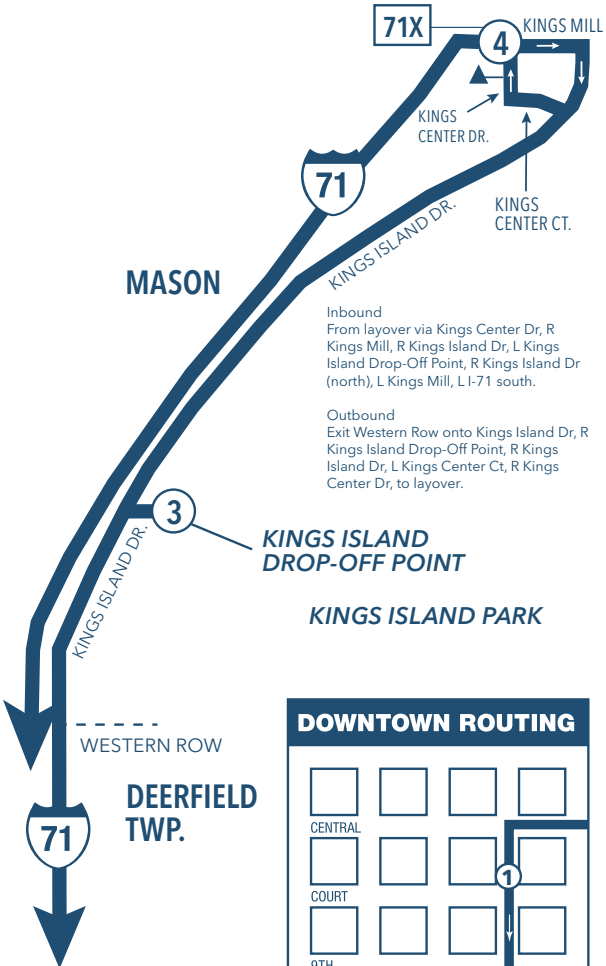 71X
4
KINGS MILL
KINGS
CENTER DR.
71
KINGS
CENTER CT.
KINGS ISLAND DR.
MASON
Inbound
From layover via Kings Center Dr, R
Kings Mill, R Kings Island Dr, L Kings
Island Drop-Off Point, R Kings Island Dr
(north), L Kings Mill, L I-71 south.
Outbound
Exit Western Row onto Kings Island Dr, R
Kings Island Drop-Off Point, R Kings
Island Dr, L Kings Center Ct, R Kings
Center Dr, to layover.
3
KINGS ISLAND
DROP-OFF POINT
KINGS ISLAND DR.
KINGS ISLAND PARK
WESTERN ROW
DEERFIELD
TWP.
71
DOWNTOWN ROUTING
CENTRAL
1
COURT
9TH